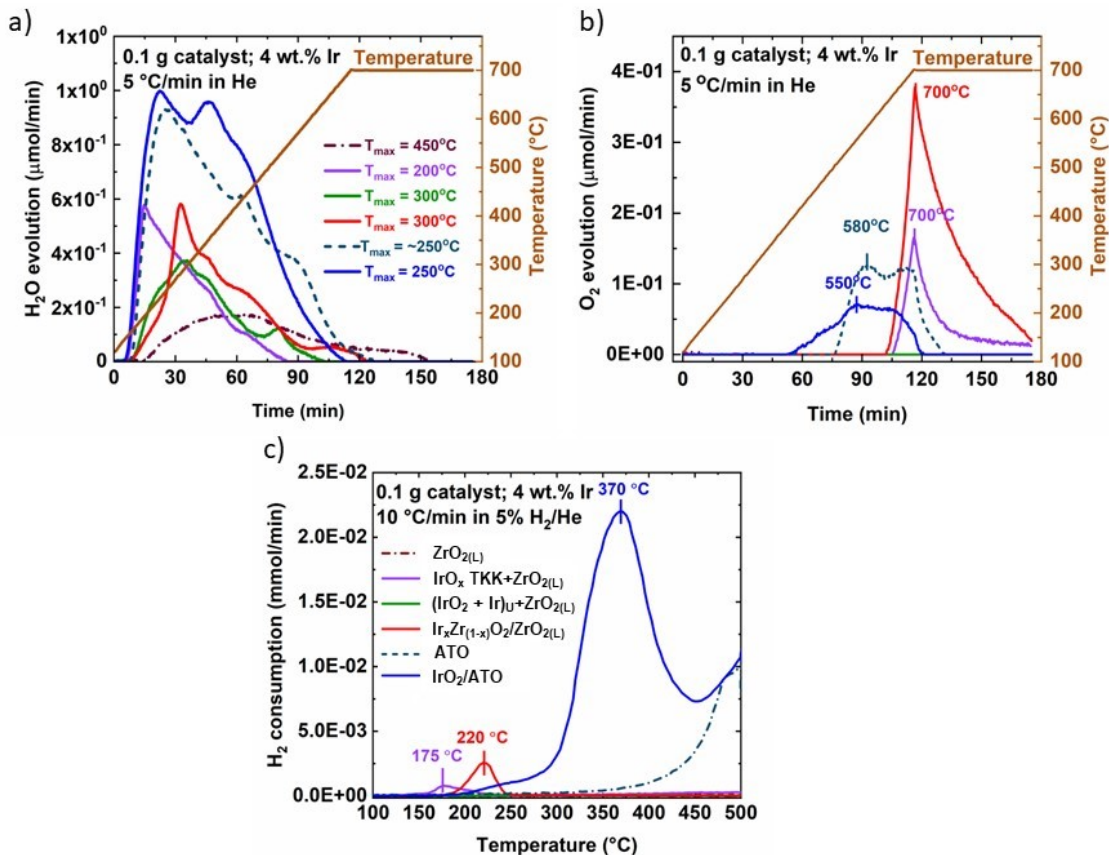 a)
0.1 g catalyst; 4 wt.% Ir
5 °C/min in He
Temperature
Tmax = 450°C
Tmax = 200°C
Tmax = 300°C
Tmax = 300°C
Tmax = ~250°C
Tmax = 250°C
H2O evolution (μmol/min)
1x10⁰
1x10⁰
8x10⁻¹
6x10⁻¹
4x10⁻¹
2x10⁻¹
0
0 30 60 90 120 150 180
Time (min)
700
600
500
400
300
200
100
Temperature (°C)
b)
0.1 g catalyst; 4 wt.% Ir
5 °C/min in He
Temperature
700°C
700°C
580°C
550°C
O2 evolution (μmol/min)
4E-01
3E-01
2E-01
1E-01
0E+00
0 30 60 90 120 150 180
Time (min)
700
600
500
400
300
200
100
Temperature (°C)
c)
0.1 g catalyst; 4 wt.% Ir
10 °C/min in 5% H2/He
370 °C
ZrO2(L)
IrOx TKK+ZrO2(L)
(IrO2 + Ir)U+ZrO2(L)
IrxZr(1-x)O2/ZrO2(L)
ATO
IrO2/ATO
175 °C
220 °C
H2 consumption (mmol/min)
2.5E-02
2.0E-02
1.5E-02
1.0E-02
5.0E-03
0.0E+00
100 150 200 250 300 350 400 450 500
Temperature (°C)